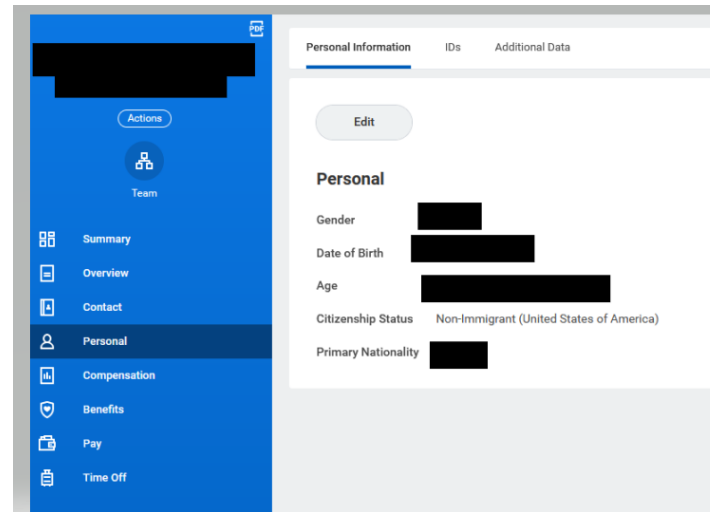 PDF
Actions
Team
Summary
Overview
Contact
Personal
Compensation
Benefits
Pay
Time Off
Personal Information IDs Additional Data
Edit
Personal
Gender
Date of Birth
Age
Citizenship Status Non-Immigrant (United States of America)
Primary Nationality